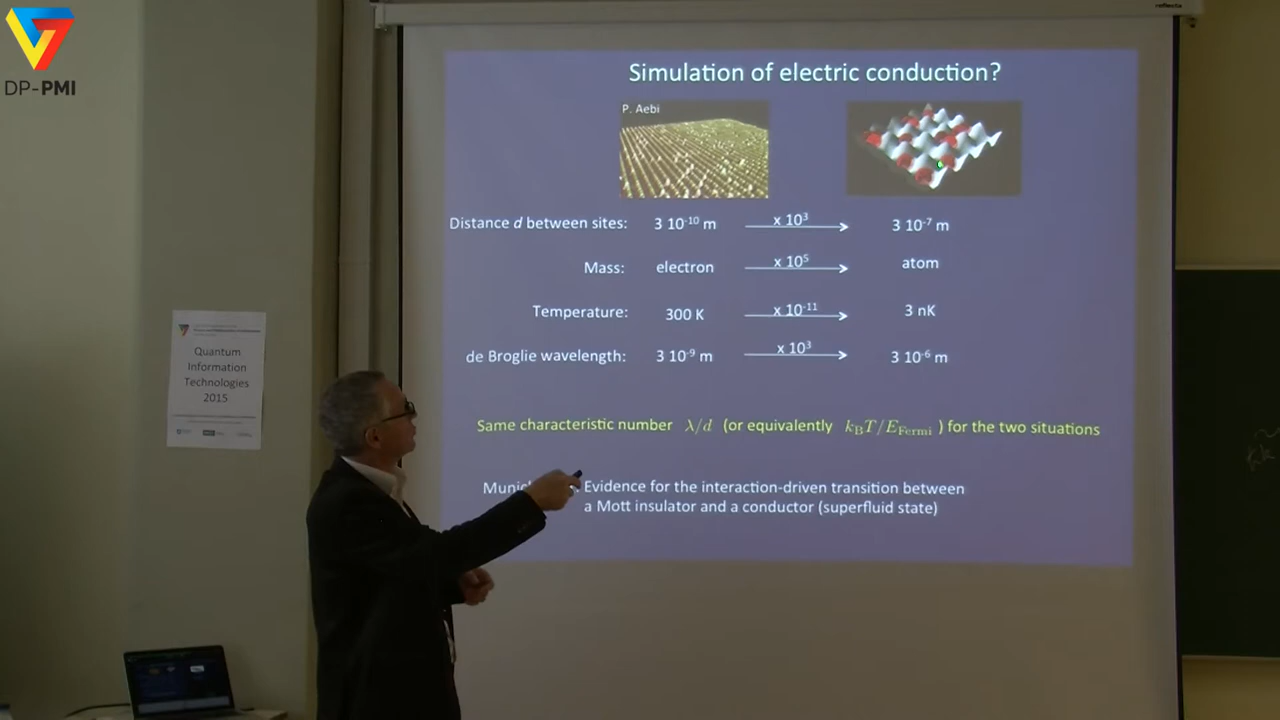 reflecta
DP-PMI
Simulation of electric conduction?
P. Aebi
Distance d between sites: 3 10⁻¹⁰ m x 10³ 3 10⁻⁷ m
Mass: electron x 10⁵ atom
Temperature: 300 K x 10⁻¹¹ 3 nK
de Broglie wavelength: 3 10⁻⁹ m x 10³ 3 10⁻⁶ m
Same characteristic number λ/d (or equivalently k_BT/E_Fermi ) for the two situations
Evidence for the interaction-driven transition between
a Mott insulator and a conductor (superfluid state)
Quantum
Information
Technologies
2015